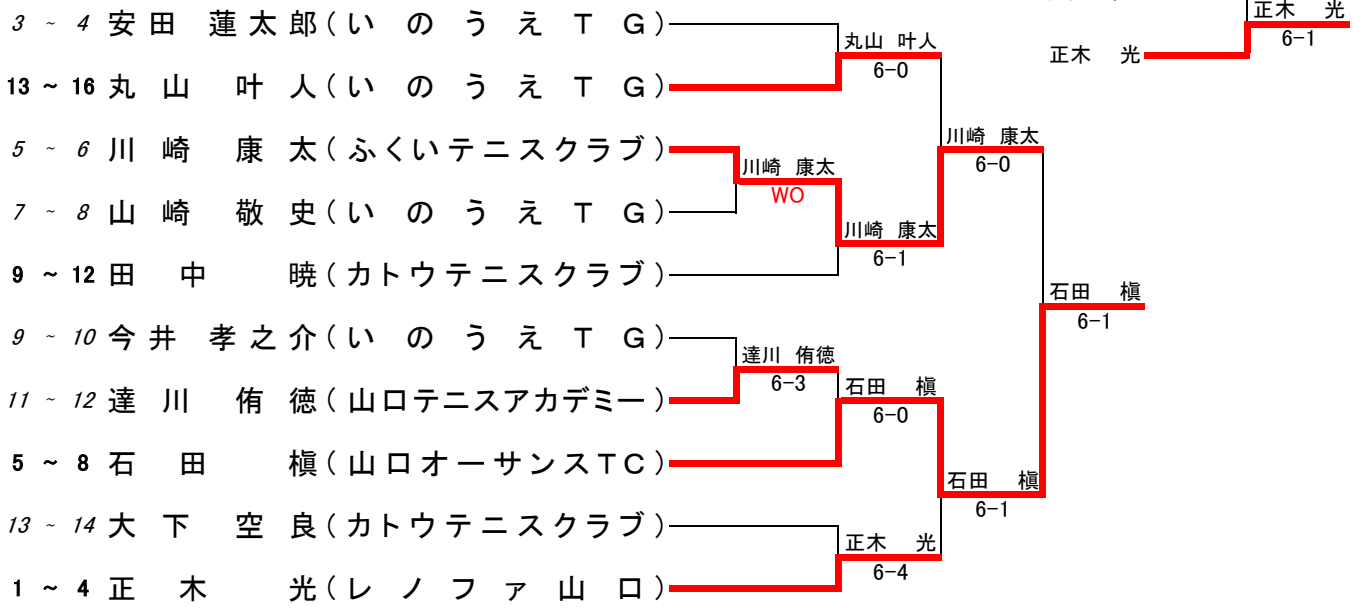 3 ~ 4 安田 蓮太郎(いのうえTG)
13 ~ 16 丸山 叶人(いのうえTG)
5 ~ 6 川崎 康太(ふくいテニスクラブ)
7 ~ 8 山崎 敬史(いのうえTG)
9 ~ 12 田中 暁(カトウテニスクラブ)
9 ~ 10 今井 孝之介(いのうえTG)
11 ~ 12 達川 侑徳(山口テニスアカデミー)
5 ~ 8 石田 槇(山口オーサンスTC)
13 ~ 14 大下 空良(カトウテニスクラブ)
1 ~ 4 正木 光(レノファ山口)
川崎 康太
WO
達川 侑徳
6-3
丸山 叶人
6-0
川崎 康太
6-1
石田 槇
6-0
正木 光
6-4
川崎 康太
6-0
石田 槇
6-1
石田 槇
6-1
正木 光
正木 光
6-1